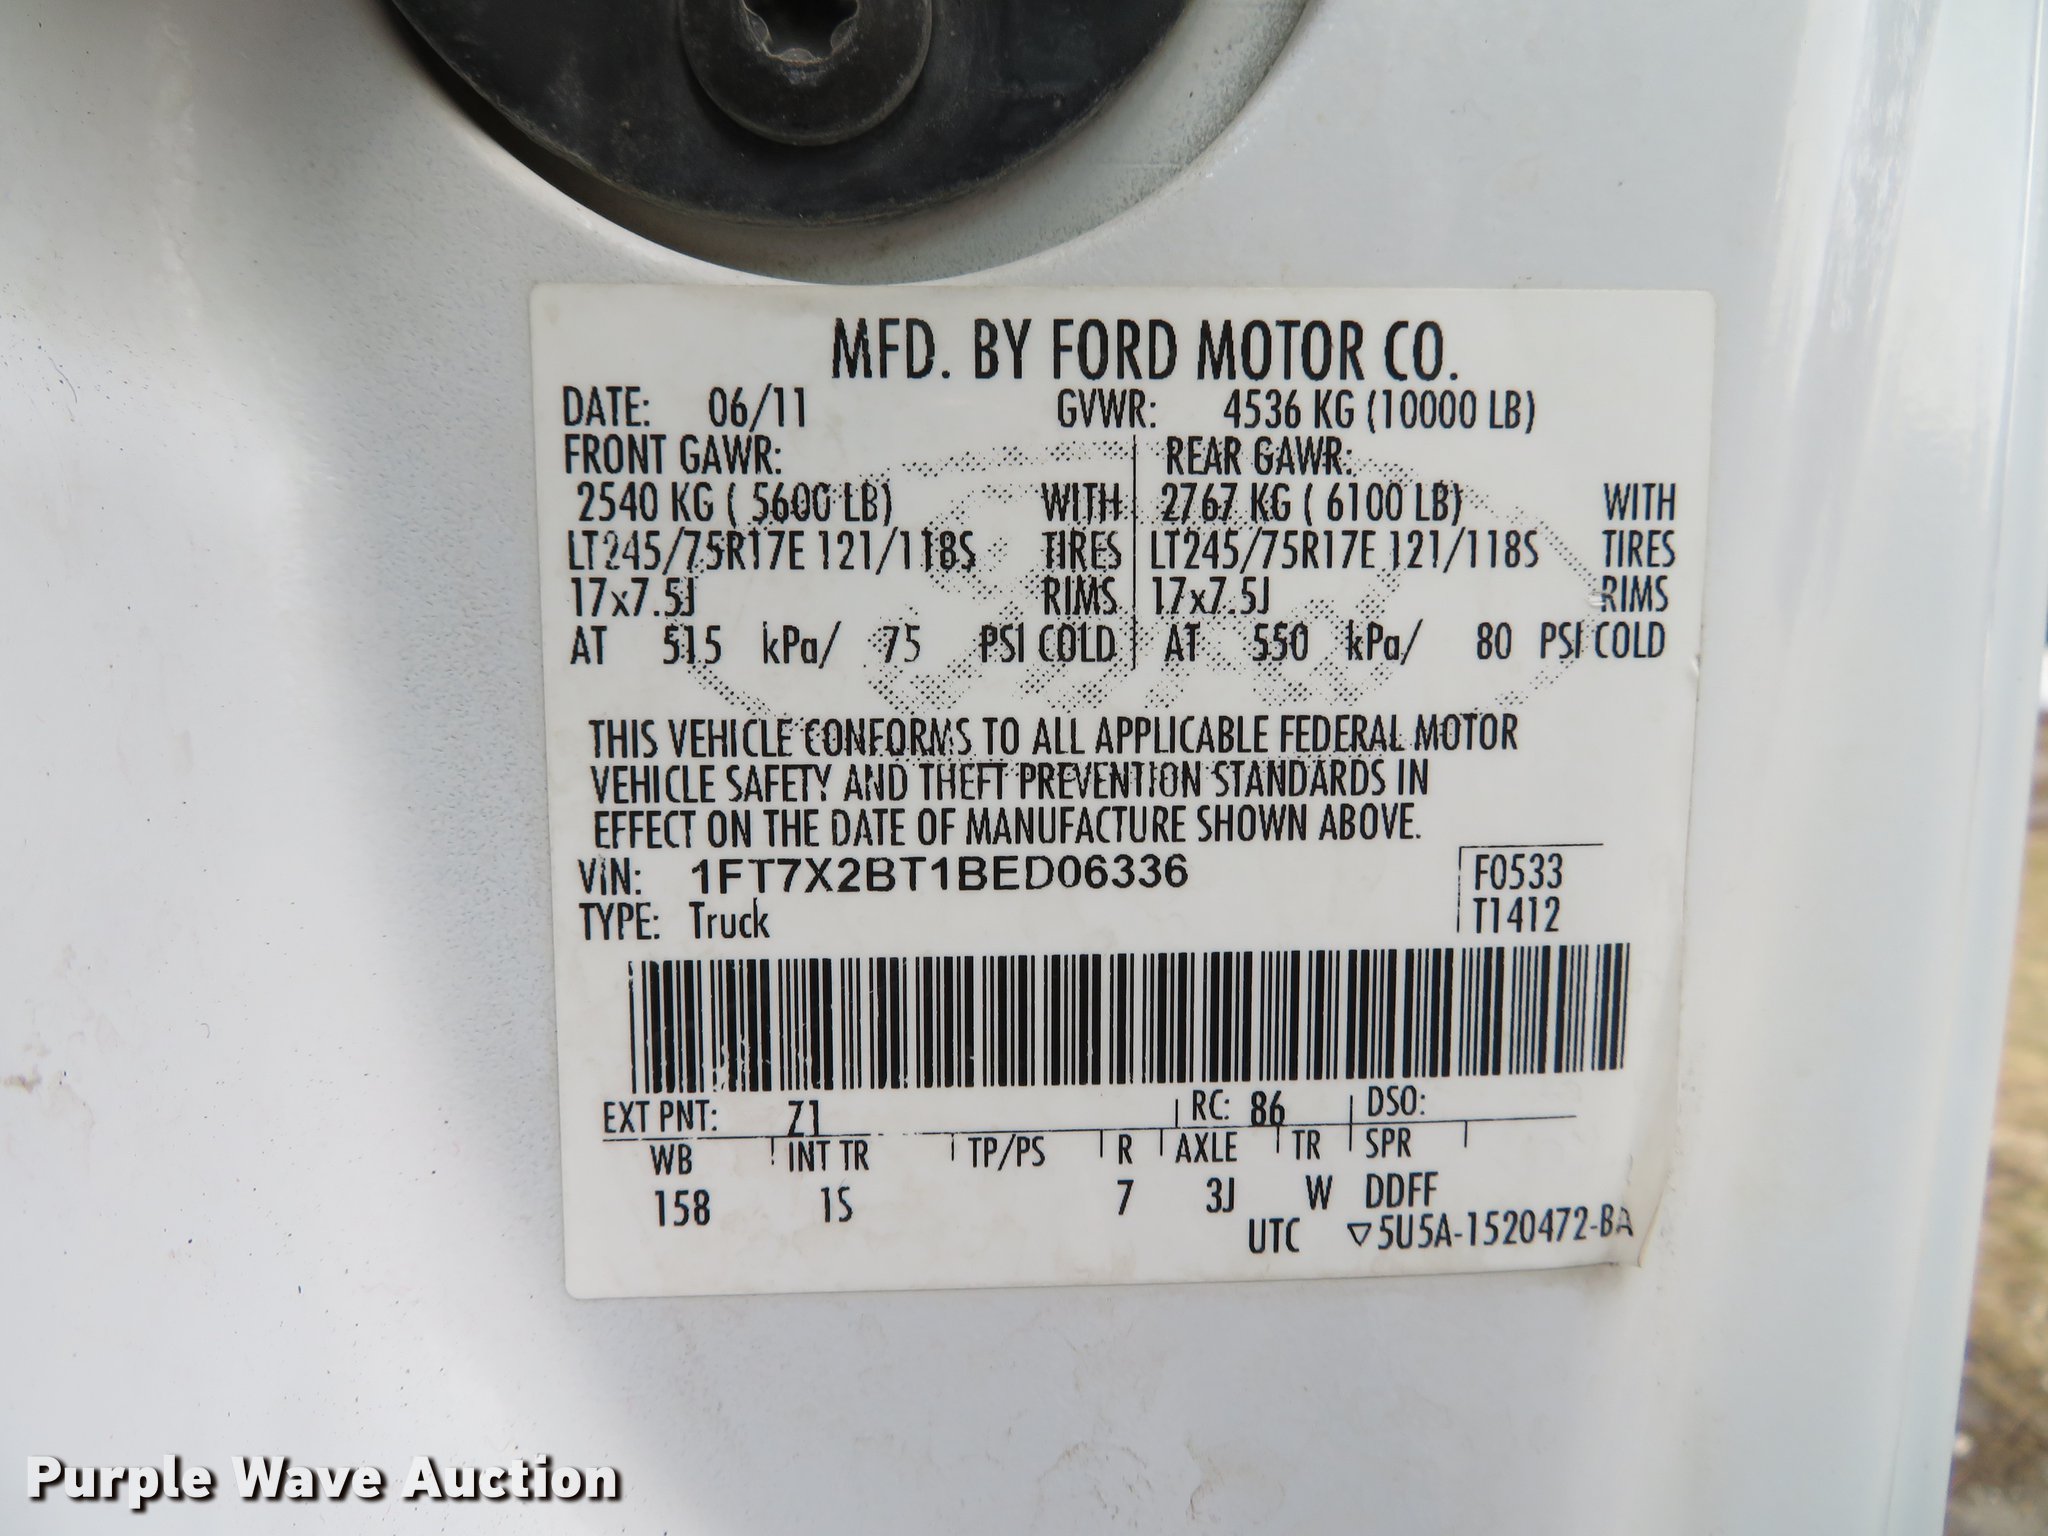 MFD. BY FORD MOTOR CO.
DATE: 06/11 GVWR: 4536 KG (10000 LB)
FRONT GAWR: REAR GAWR:
2540 KG ( 5600 LB) WITH 2767 KG ( 6100 LB) WITH
LT245/75R17E 121/118S TIRES LT245/75R17E 121/118S TIRES
17x7.5J RIMS 17x7.5J RIMS
AT 515 kPa/ 75 PSI COLD AT 550 kPa/ 80 PSI COLD
THIS VEHICLE CONFORMS TO ALL APPLICABLE FEDERAL MOTOR
VEHICLE SAFETY AND THEFT PREVENTION STANDARDS IN
EFFECT ON THE DATE OF MANUFACTURE SHOWN ABOVE.
VIN: 1FT7X2BT1BED06336 F0533
TYPE: Truck T1412
EXT PNT: Z1 RC: 86 DSO:
WB INT TR TP/PS R AXLE TR SPR
158 1S 7 3J W DDFF
UTC ▽5U5A-1520472-BA
Purple Wave Auction